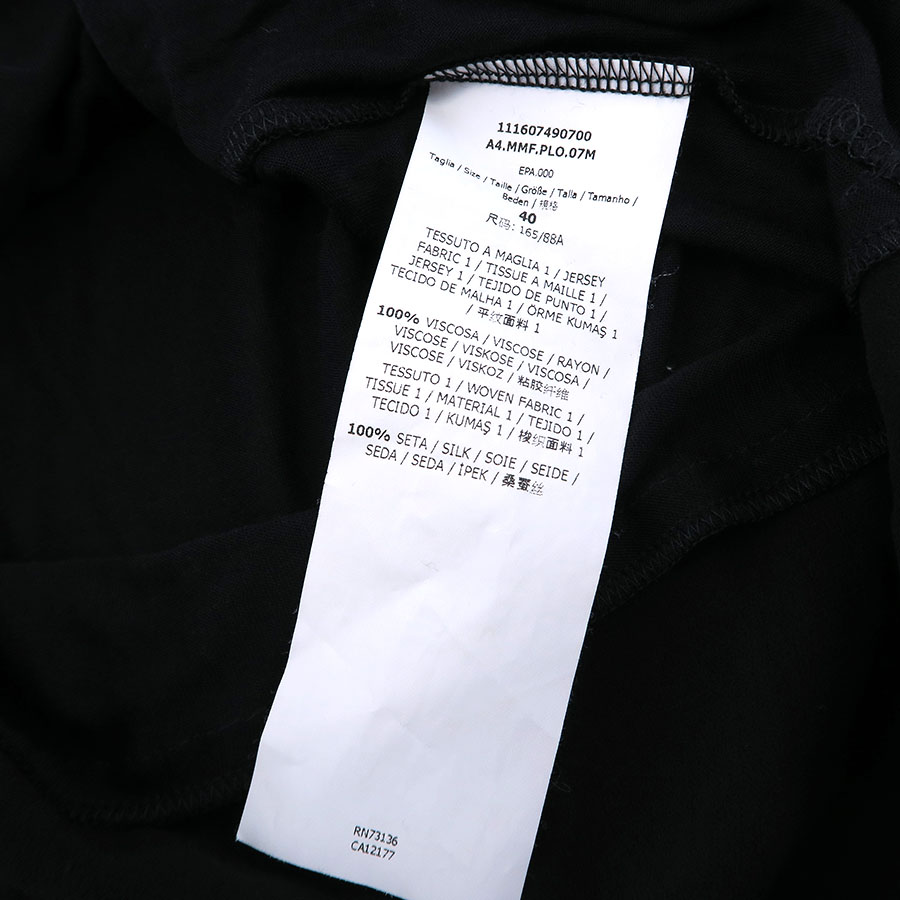 111607490700
A4.MMF.PLO.07M
EPA.000
Taglia / Size / Taille / Größe / Talla / Tamanho /
Beden / 规格
40
尺码: 165/88A
TESSUTO A MAGLIA 1 / JERSEY
FABRIC 1 / TISSUE A MAILLE 1 /
JERSEY 1 / TEJIDO DE PUNTO 1 /
TECIDO DE MALHA 1 / ÖRME KUMAŞ 1
/ 平纹面料 1
100% VISCOSA / VISCOSE / RAYON /
VISCOSE / VISKOSE / VISCOSA /
VISCOSE / VISKOZ / 粘胶纤维
TESSUTO 1 / WOVEN FABRIC 1 /
TISSUE 1 / MATERIAL 1 / TEJIDO 1 /
TECIDO 1 / KUMAŞ 1 / 梭织面料 1
100% SETA / SILK / SOIE / SEIDE /
SEDA / SEDA / İPEK / 桑蚕丝
RN73136
CA12177